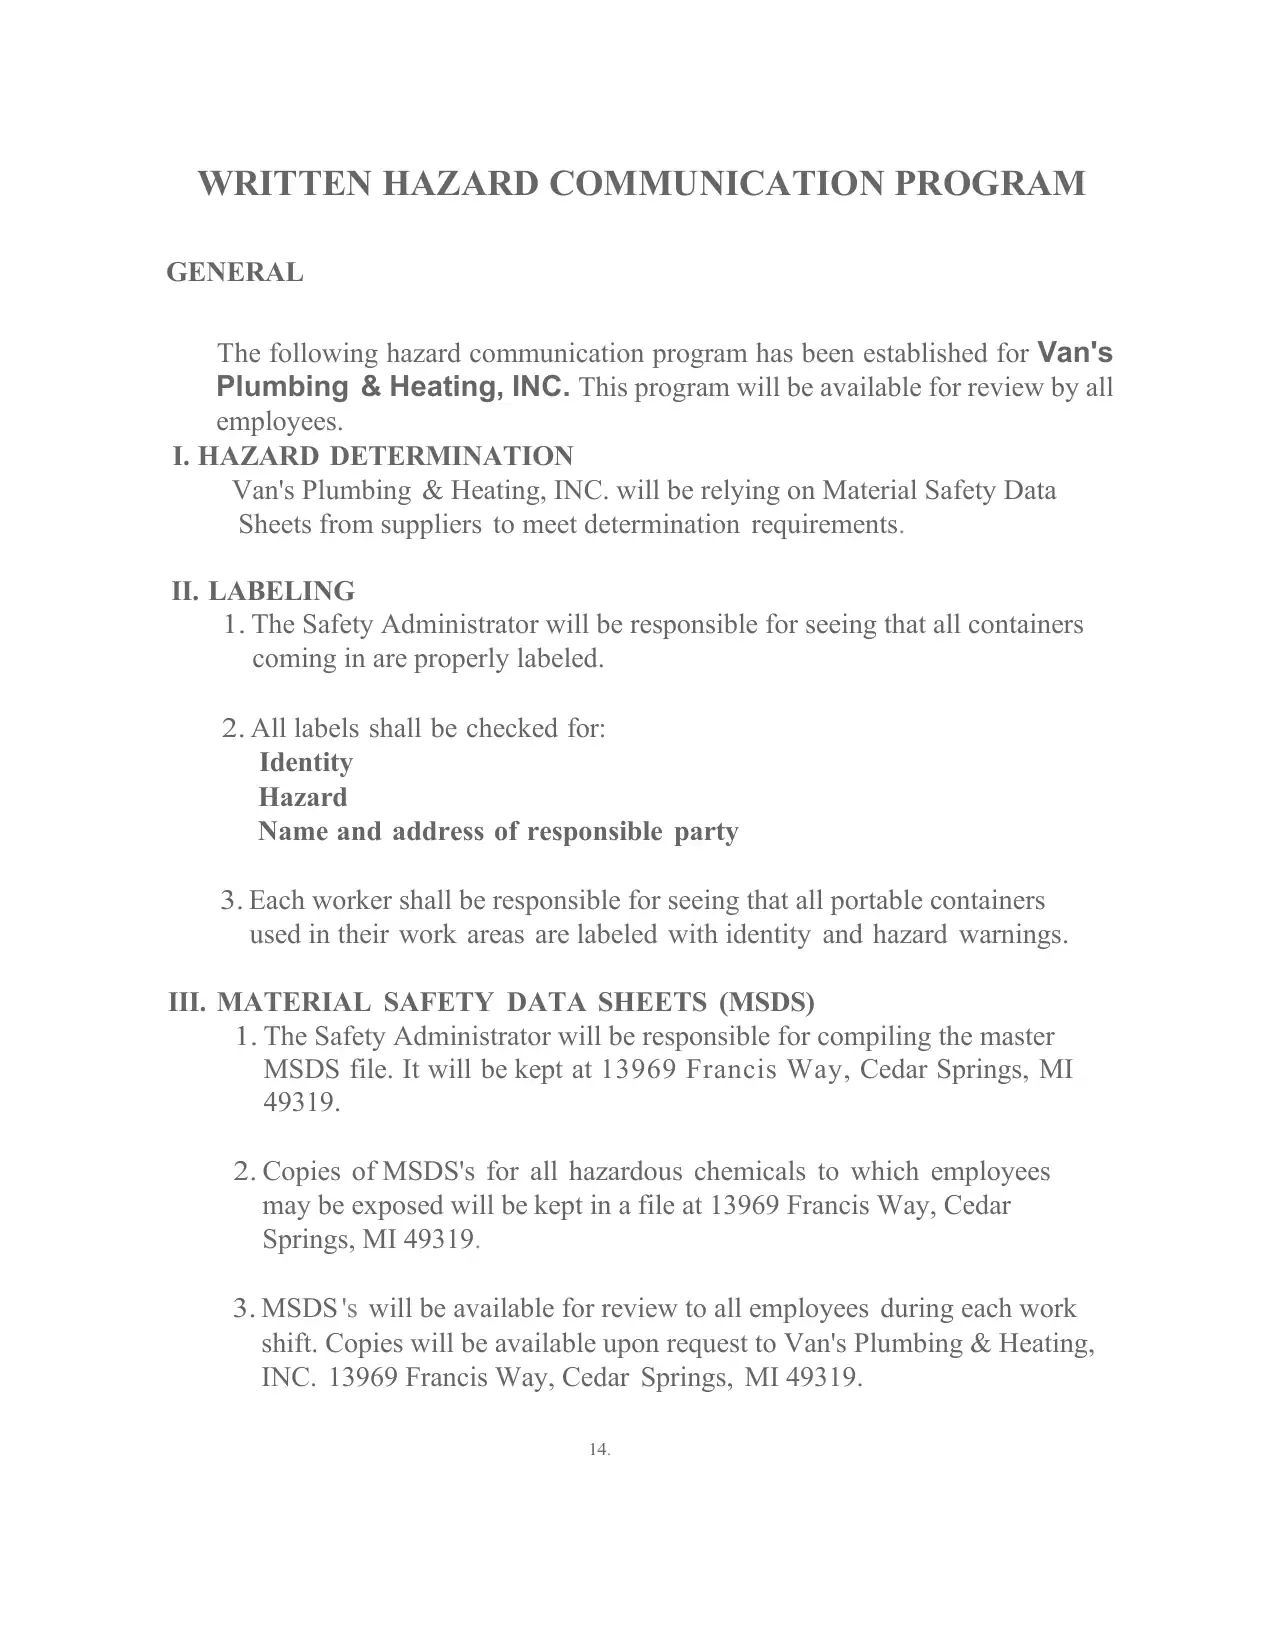 WRITTEN HAZARD COMMUNICATION PROGRAM
GENERAL
The following hazard communication program has been established for Van's
Plumbing & Heating, INC. This program will be available for review by all
employees.
I. HAZARD DETERMINATION
Van's Plumbing & Heating, INC. will be relying on Material Safety Data
Sheets from suppliers to meet determination requirements.
II. LABELING
1. The Safety Administrator will be responsible for seeing that all containers
coming in are properly labeled.
2. All labels shall be checked for:
Identity
Hazard
Name and address of responsible party
3. Each worker shall be responsible for seeing that all portable containers
used in their work areas are labeled with identity and hazard warnings.
III. MATERIAL SAFETY DATA SHEETS (MSDS)
1. The Safety Administrator will be responsible for compiling the master
MSDS file. It will be kept at 13969 Francis Way, Cedar Springs, MI
49319.
2. Copies of MSDS's for all hazardous chemicals to which employees
may be exposed will be kept in a file at 13969 Francis Way, Cedar
Springs, MI 49319.
3. MSDS's will be available for review to all employees during each work
shift. Copies will be available upon request to Van's Plumbing & Heating,
INC. 13969 Francis Way, Cedar Springs, MI 49319.
14.